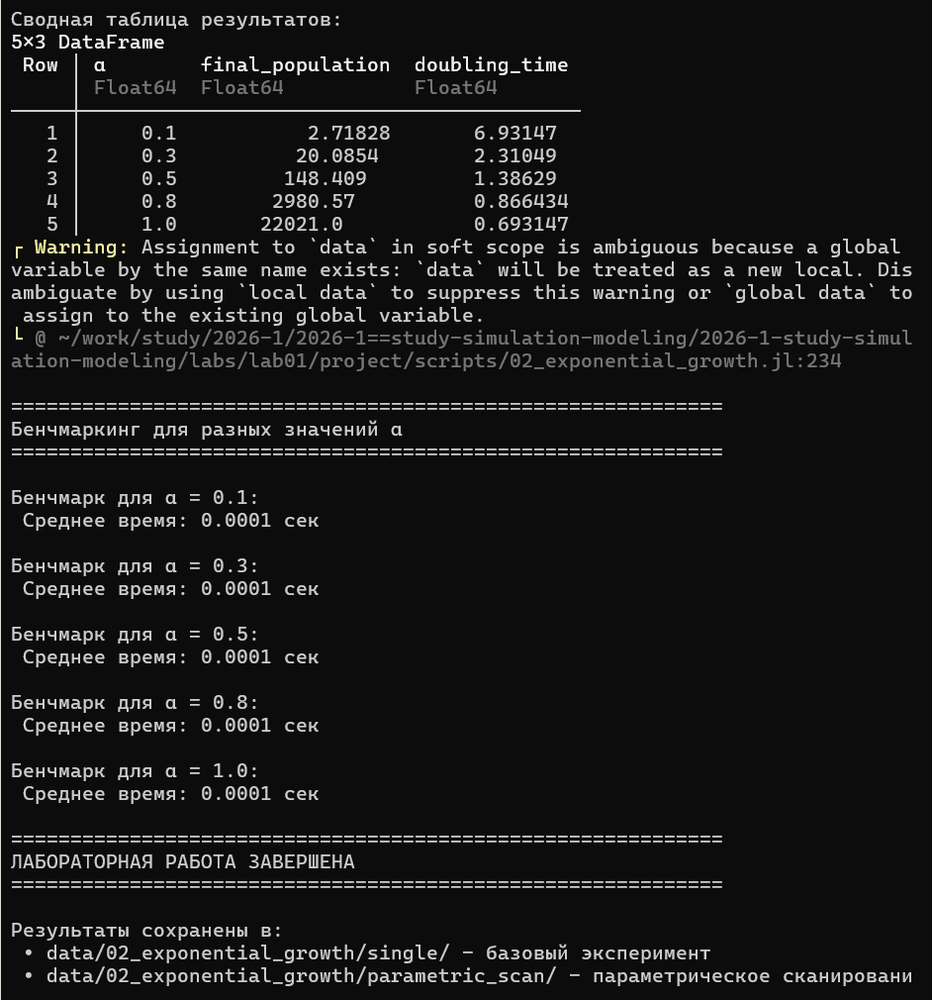 Сводная таблица результатов:
5×3 DataFrame
 Row │ α        final_population  doubling_time
     │ Float64  Float64           Float64
─────┼──────────────────────────────────────────
   1 │     0.1           2.71828       6.93147
   2 │     0.3          20.0854        2.31049
   3 │     0.5         148.409         1.38629
   4 │     0.8        2980.57          0.866434
   5 │     1.0       22021.0           0.693147
┌ Warning: Assignment to `data` in soft scope is ambiguous because a global
variable by the same name exists: `data` will be treated as a new local. Dis
ambiguate by using `local data` to suppress this warning or `global data` to
 assign to the existing global variable.
└ @ ~/work/study/2026-1/2026-1==study-simulation-modeling/2026-1-study-simul
ation-modeling/labs/lab01/project/scripts/02_exponential_growth.jl:234
============================================================
Бенчмаркинг для разных значений α
============================================================
Бенчмарк для α = 0.1:
 Среднее время: 0.0001 сек
Бенчмарк для α = 0.3:
 Среднее время: 0.0001 сек
Бенчмарк для α = 0.5:
 Среднее время: 0.0001 сек
Бенчмарк для α = 0.8:
 Среднее время: 0.0001 сек
Бенчмарк для α = 1.0:
 Среднее время: 0.0001 сек
============================================================
ЛАБОРАТОРНАЯ РАБОТА ЗАВЕРШЕНА
============================================================
Результаты сохранены в:
 • data/02_exponential_growth/single/ - базовый эксперимент
 • data/02_exponential_growth/parametric_scan/ - параметрическое сканировани